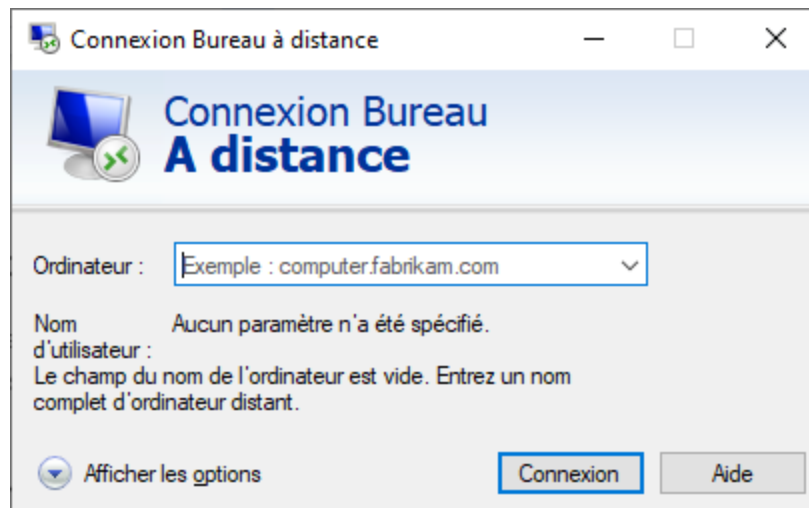 Connexion Bureau à distance
Connexion Bureau
A distance
Ordinateur :
Exemple : computer.fabrikam.com
Nom
d'utilisateur :
Aucun paramètre n'a été spécifié.
Le champ du nom de l'ordinateur est vide. Entrez un nom
complet d'ordinateur distant.
Afficher les options
Connexion
Aide